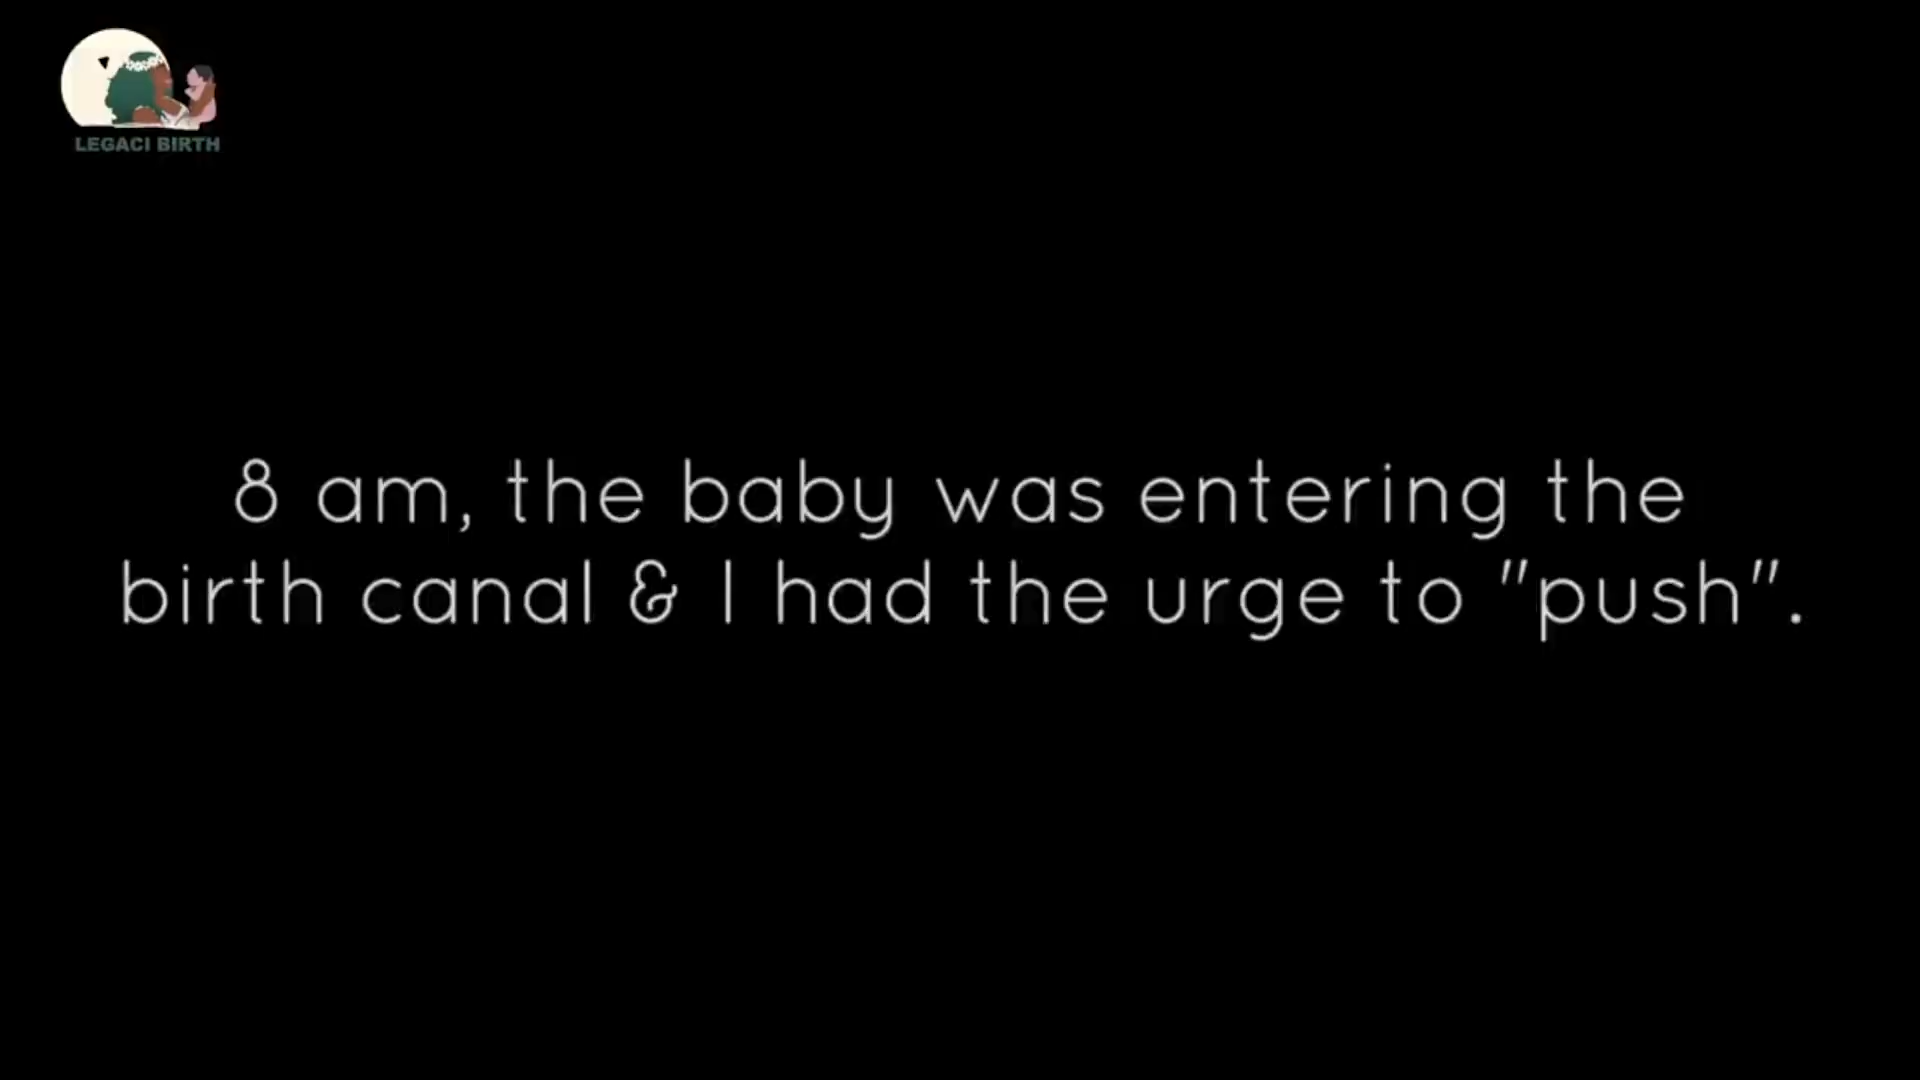 LEGACI BIRTH
8 am, the baby was entering the
birth canal & I had the urge to "push".